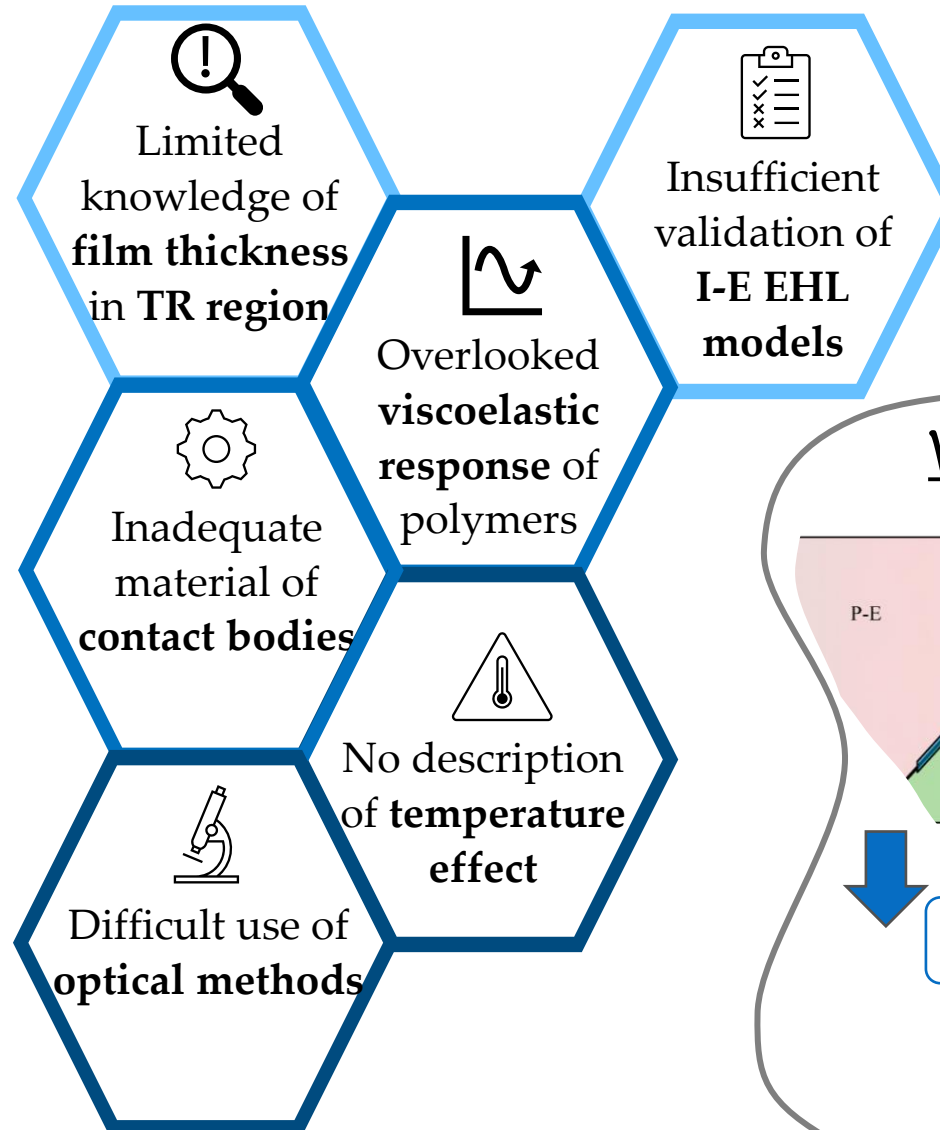 Limited
knowledge of
film thickness
in TR region
Insufficient
validation of
I-E EHL
models
Overlooked
viscoelastic
response of
polymers
Inadequate
material of
contact bodies
No description
of temperature
effect
Difficult use of
optical methods
P-E